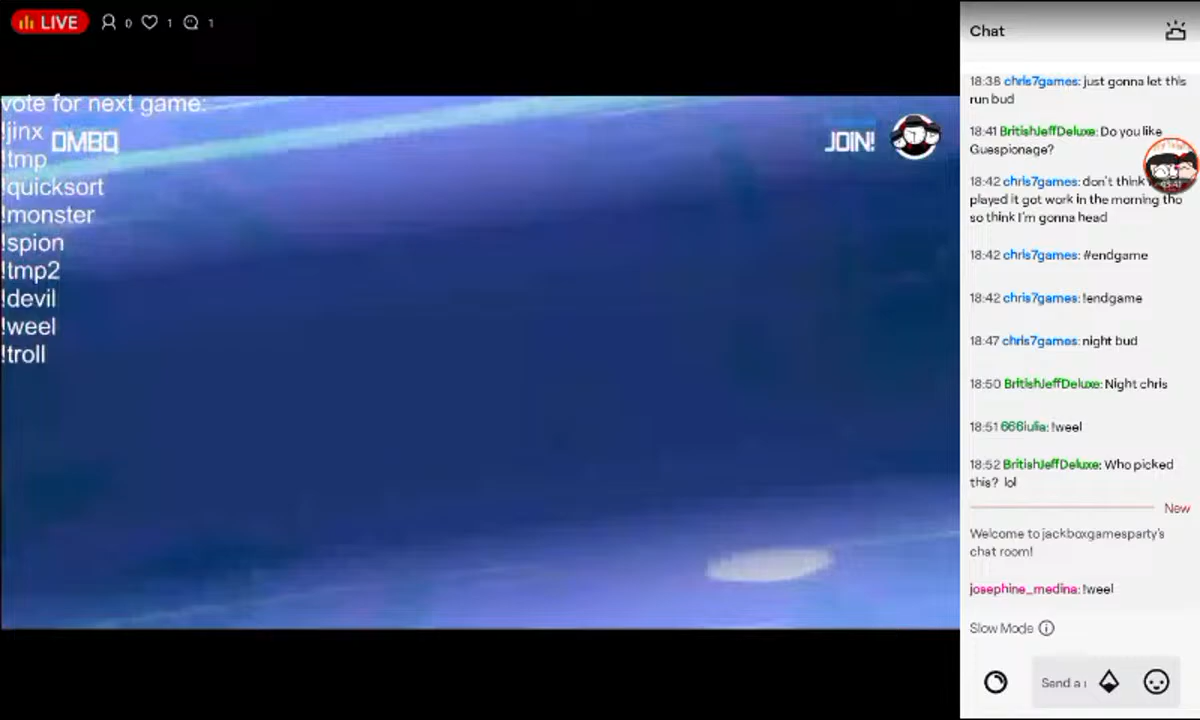 LIVE 0 1 1
vote for next game:
!jinx
OMBQ
!tmp
!quicksort
!monster
!spion
!tmp2
!devil
!weel
!troll
JOIN!
Chat
18:38 chris7games: just gonna let this
run bud
18:41 BritishJeffDeluxe: Do you like
Guespionage?
18:42 chris7games: don't think
played it got work in the morning tho
so think I'm gonna head
18:42 chris7games: #endgame
18:42 chris7games: !endgame
18:47 chris7games: night bud
18:50 BritishJeffDeluxe: Night chris
18:51 666iulia: !weel
18:52 BritishJeffDeluxe: Who picked
this? lol
New
Welcome to jackboxgamesparty's
chat room!
josephine_medina: !weel
Slow Mode
Send a